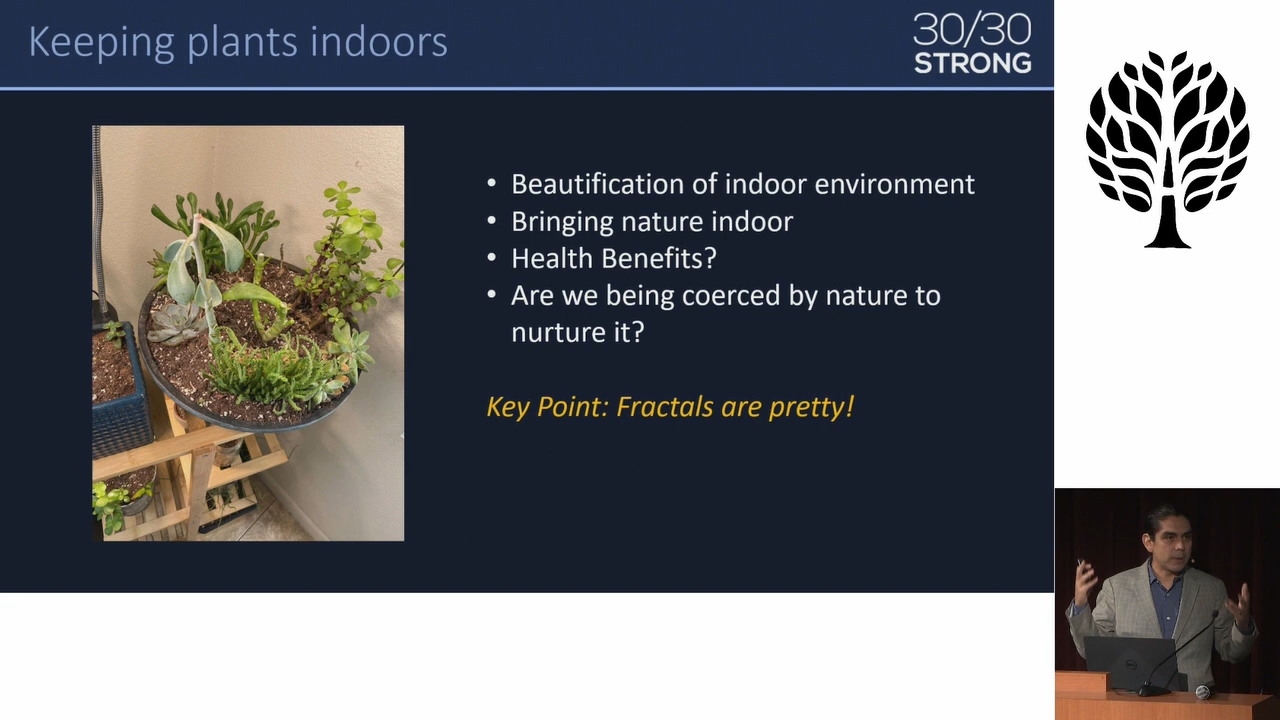 Keeping plants indoors
30/30
STRONG
• Beautification of indoor environment
• Bringing nature indoor
• Health Benefits?
• Are we being coerced by nature to
nurture it?
Key Point: Fractals are pretty!
DELL